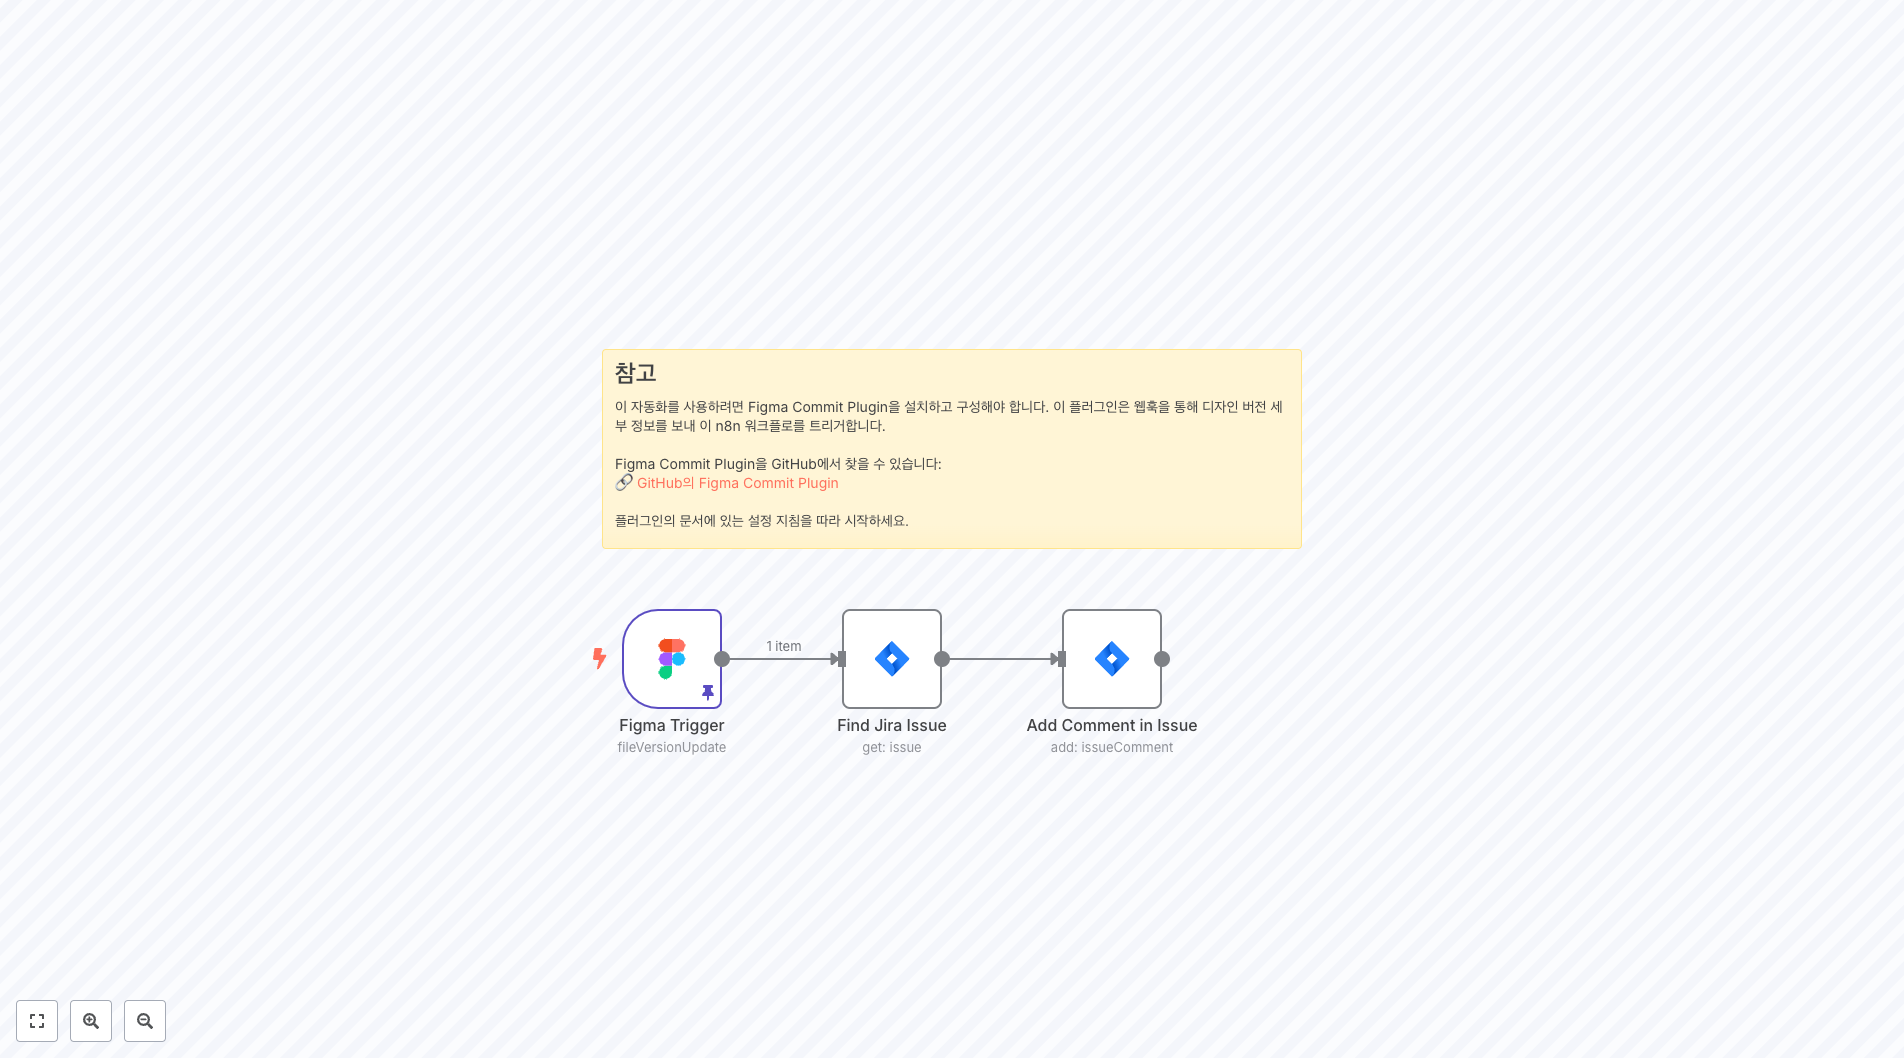 참고
이 자동화를 사용하려면 Figma Commit Plugin을 설치하고 구성해야 합니다. 이 플러그인은 웹훅을 통해 디자인 버전 세
부 정보를 보내 이 n8n 워크플로를 트리거합니다.
Figma Commit Plugin을 GitHub에서 찾을 수 있습니다:
🔗 GitHub의 Figma Commit Plugin
플러그인의 문서에 있는 설정 지침을 따라 시작하세요.
1 item
Figma Trigger
fileVersionUpdate
Find Jira Issue
get: issue
Add Comment in Issue
add: issueComment